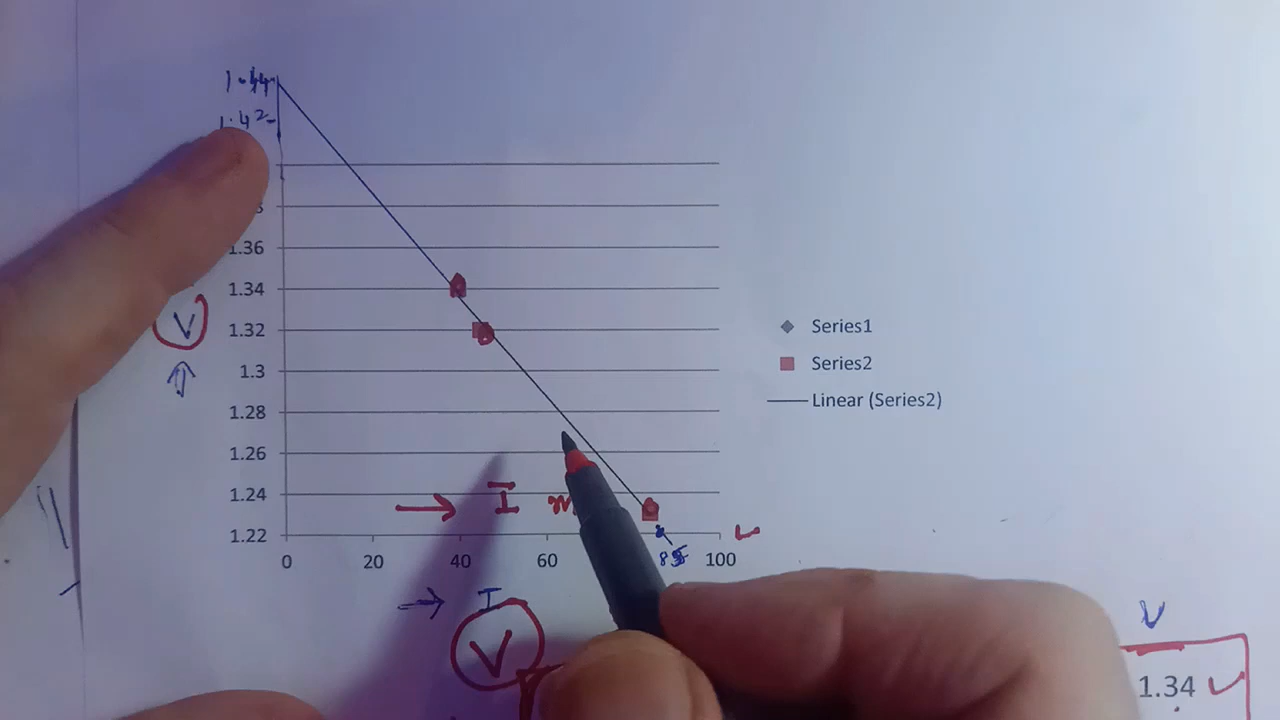 1.44
1.42
1.36
1.34
V
1.32
1.3
1.28
1.26
1.24
I
1.22
0
20
40
60
85
100
Series1
Series2
Linear (Series2)
I
V
V
1.34